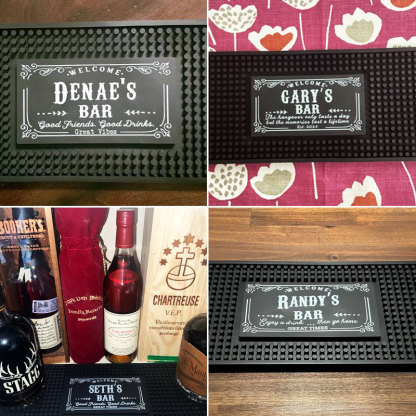 WELCOME
DENAE'S
BAR
Good Friends, Good Drinks,
Great Vibes
WELCOME
GARY'S
BAR
The hangover only lasts a day
but the memories last a lifetime
Est. 2024
BOOKER'S
CHARTREUSE
V.E.P.
STAGG
SETH'S
BAR
Good Friends, Good Drinks,
GREAT TIMES
WELCOME
RANDY'S
BAR
Enjoy a drink ... then go home
GREAT TIMES